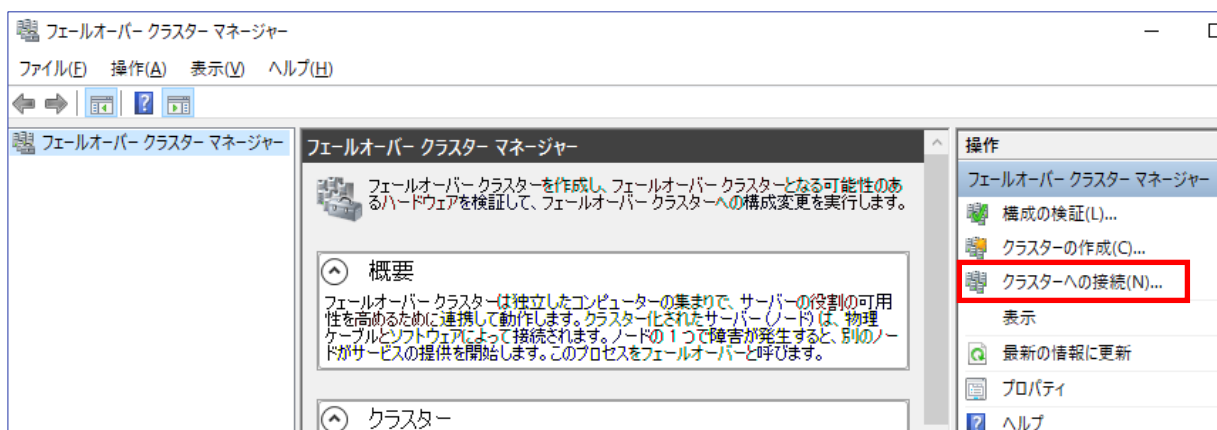 フェールオーバー クラスター マネージャー
ファイル(F) 操作(A) 表示(V) ヘルプ(H)
フェールオーバー クラスター マネージャー
フェールオーバー クラスター マネージャー
フェールオーバー クラスターを作成し、フェールオーバー クラスターとなる可能性のあ
るハードウェアを検証して、フェールオーバー クラスターへの構成変更を実行します。
概要
フェールオーバー クラスターは独立したコンピューターの集まりで、サーバーの役割の可用
性を高めるために連携して動作します。クラスター化されたサーバー (ノード) は、物理
ケーブルとソフトウェアによって接続されます。ノードの 1 つで障害が発生すると、別のノー
ドがサービスの提供を開始します。このプロセスをフェールオーバーと呼びます。
クラスター
操作
フェールオーバー クラスター マネージャー
構成の検証(L)...
クラスターの作成(C)...
クラスターへの接続(N)...
表示
最新の情報に更新
プロパティ
ヘルプ